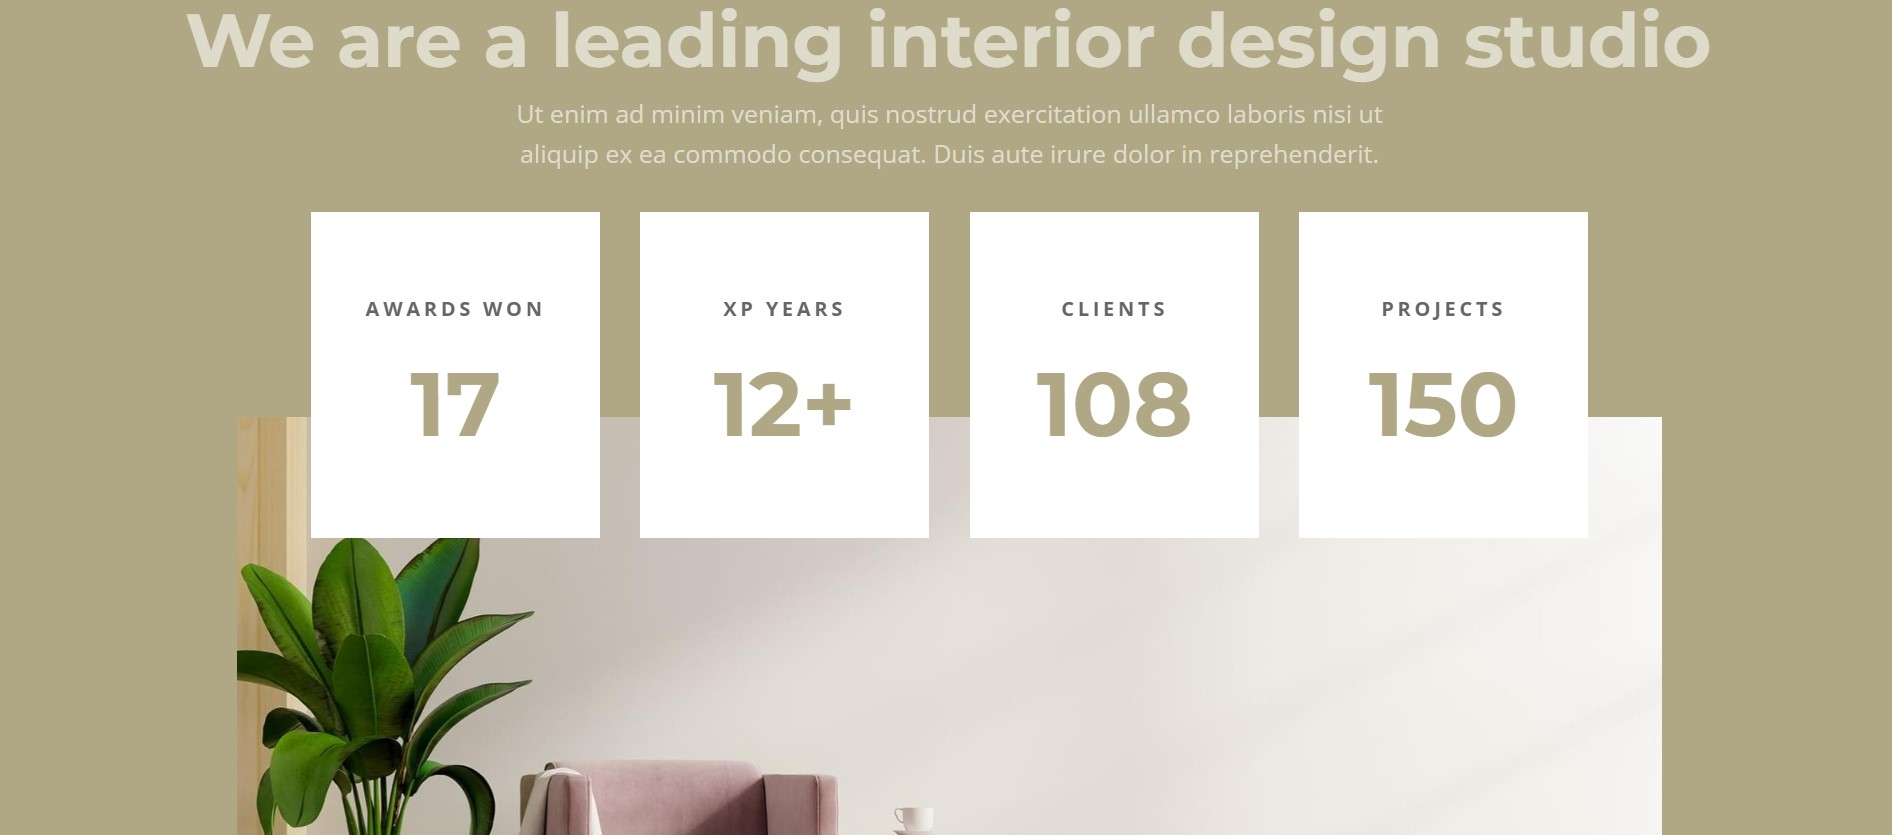 We are a leading interior design studio
Ut enim ad minim veniam, quis nostrud exercitation ullamco laboris nisi ut
aliquip ex ea commodo consequat. Duis aute irure dolor in reprehenderit.
AWARDS WON
17
XP YEARS
12+
CLIENTS
108
PROJECTS
150